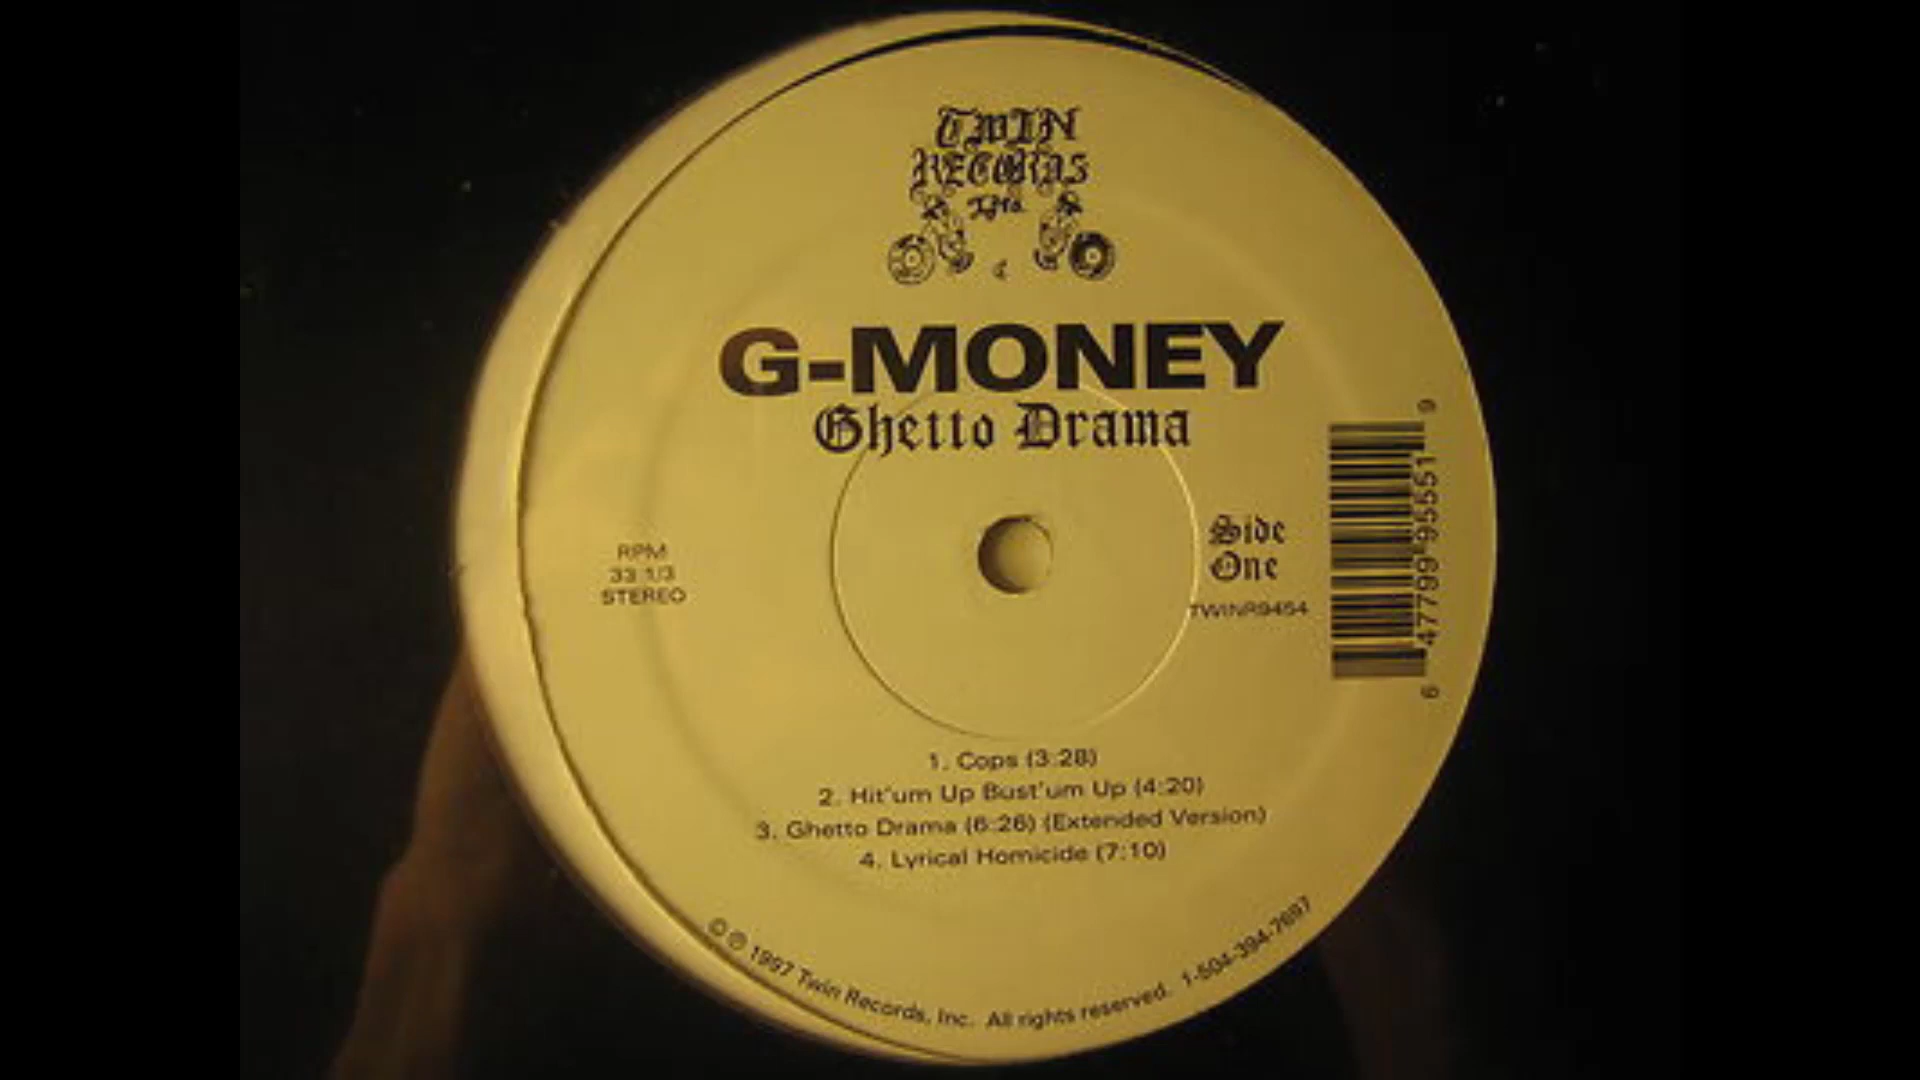 TWIN
RECORDS
Inc.
G-MONEY
Ghetto Drama
RPM
33 1/3
STEREO
Side
One
TWINR9454
6 47799 95551 9
1. Cops (3:28)
2. Hit'um Up Bust'um Up (4:20)
3. Ghetto Drama (6:26) (Extended Version)
4. Lyrical Homicide (7:10)
© ℗ 1997 Twin Records, Inc. All rights reserved. 1-504-394-7697